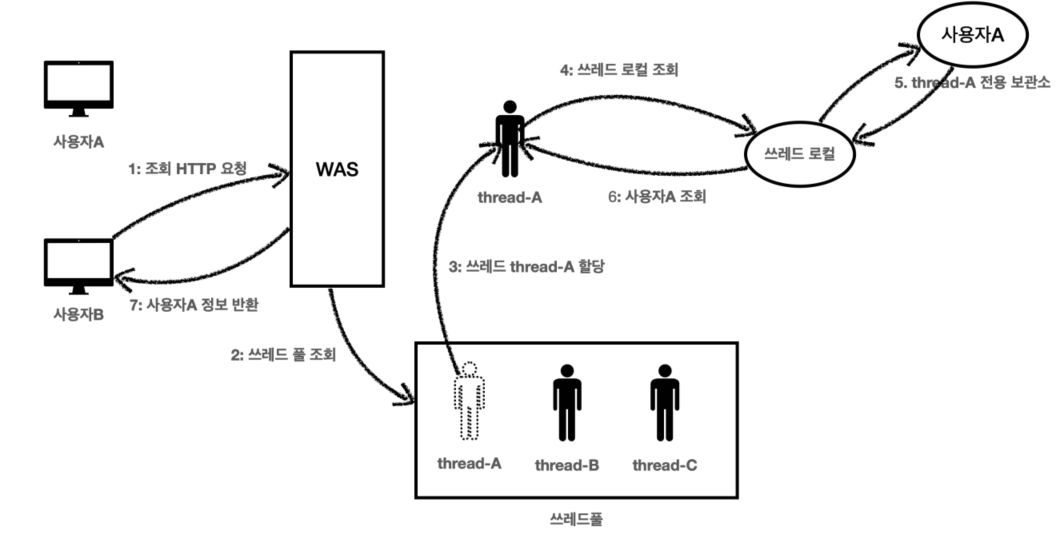 사용자A
5. thread-A 전용 보관소
4: 쓰레드 로컬 조회
쓰레드 로컬
사용자A
1: 조회 HTTP 요청
WAS
thread-A
6: 사용자A 조회
3: 쓰레드 thread-A 할당
사용자B
7: 사용자A 정보 반환
2: 쓰레드 풀 조회
thread-A
thread-B
thread-C
쓰레드풀